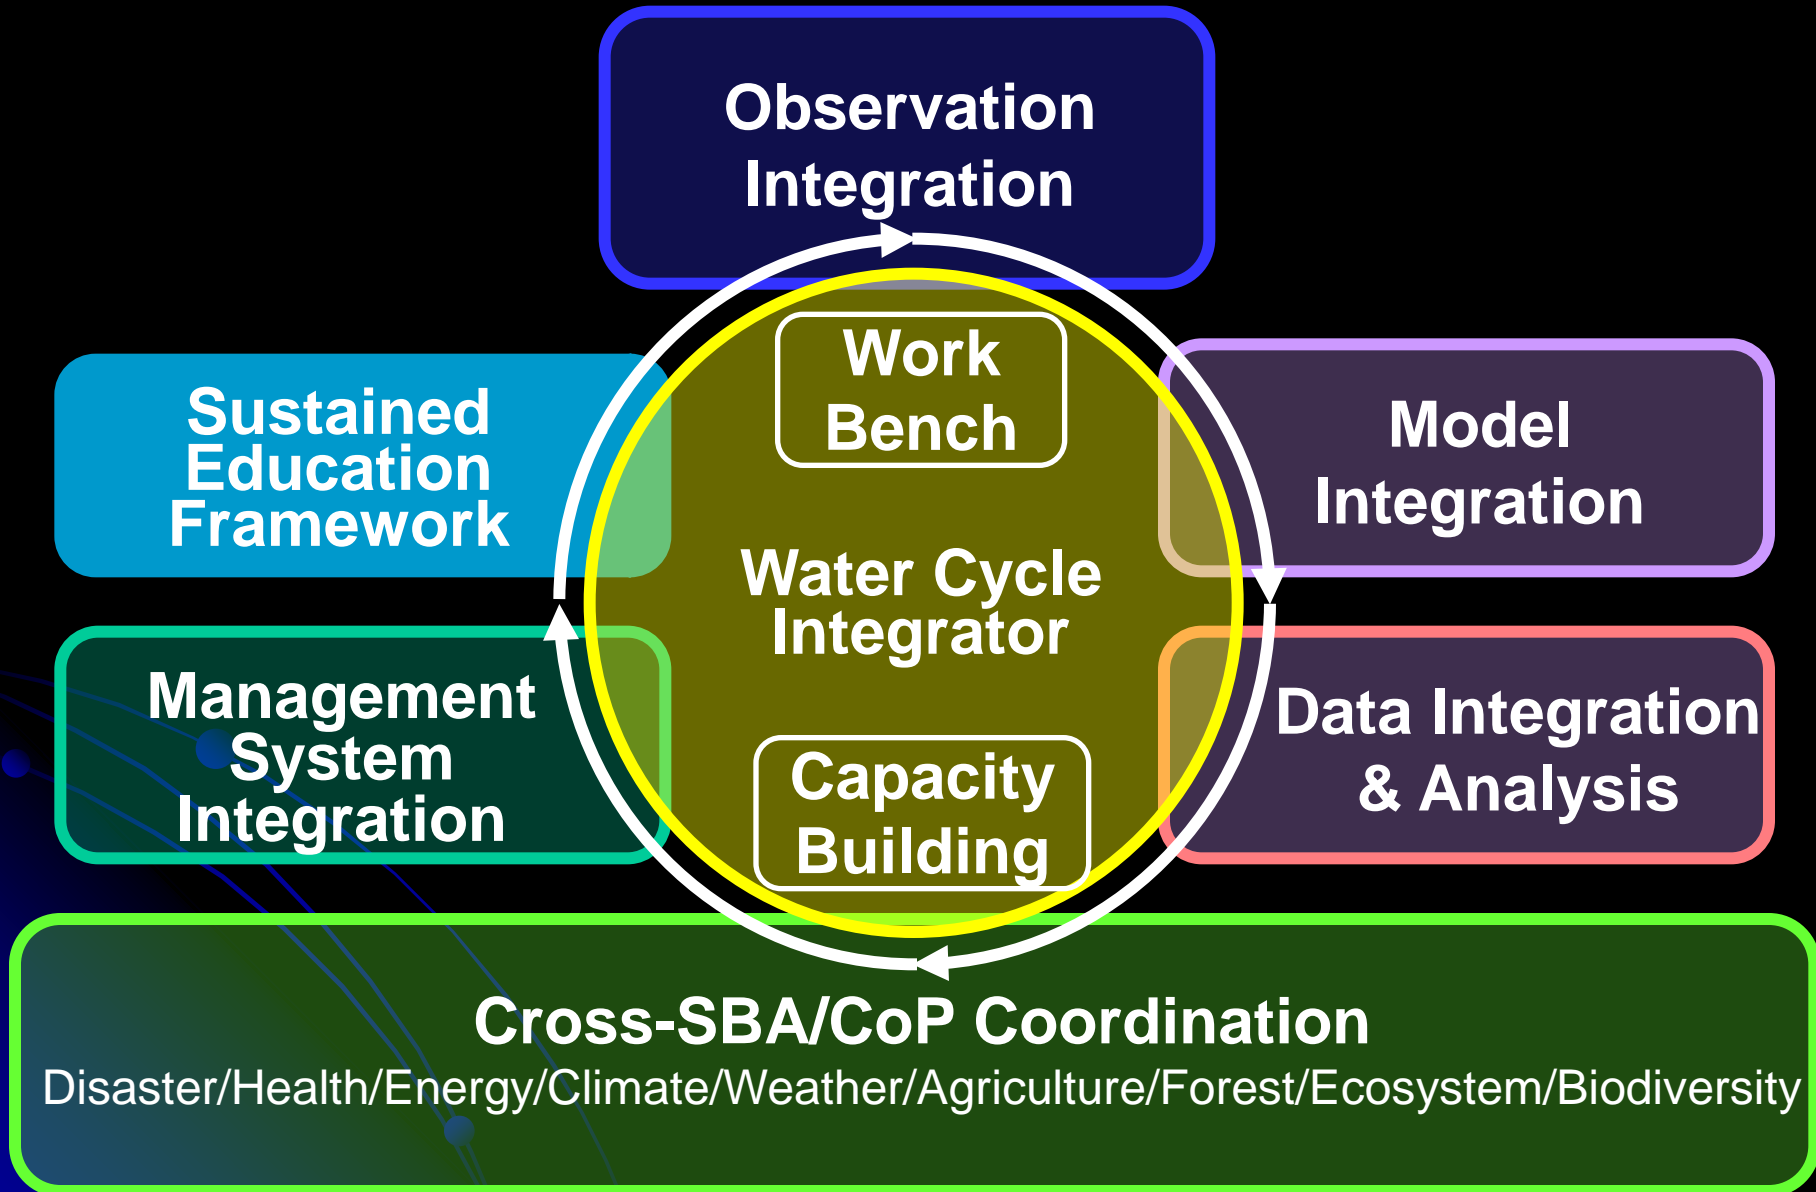 Observation
Integration
Work
Bench
Sustained
Education
Framework
Model
Integration
Water Cycle
Integrator
Management
System
Integration
Data Integration
& Analysis
Capacity
Building
Cross-SBA/CoP Coordination
Disaster/Health/Energy/Climate/Weather/Agriculture/Forest/Ecosystem/Biodiversity